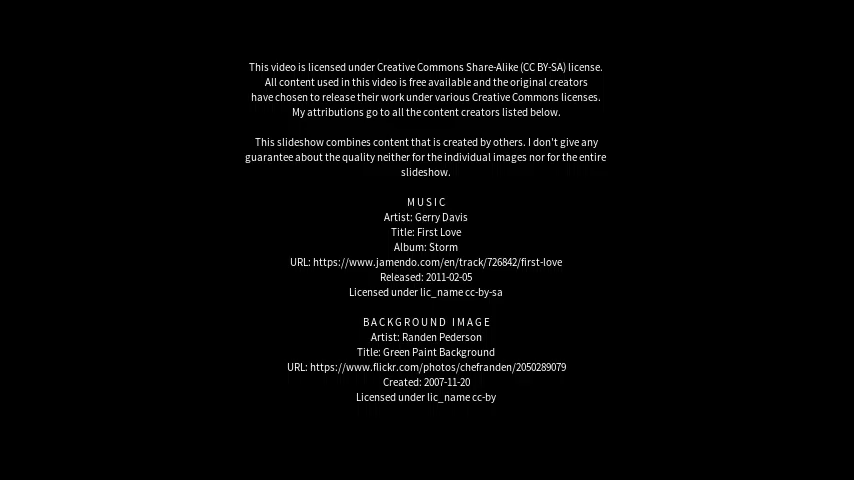 This video is licensed under Creative Commons Share-Alike (CC BY-SA) license.
All content used in this video is free available and the original creators
have chosen to release their work under various Creative Commons licenses.
My attributions go to all the content creators listed below.
This slideshow combines content that is created by others. I don't give any
guarantee about the quality neither for the individual images nor for the entire
slideshow.
M U S I C
Artist: Gerry Davis
Title: First Love
Album: Storm
URL: https://www.jamendo.com/en/track/726842/first-love
Released: 2011-02-05
Licensed under lic_name cc-by-sa
B A C K G R O U N D   I M A G E
Artist: Randen Pederson
Title: Green Paint Background
URL: https://www.flickr.com/photos/chefranden/2050289079
Created: 2007-11-20
Licensed under lic_name cc-by